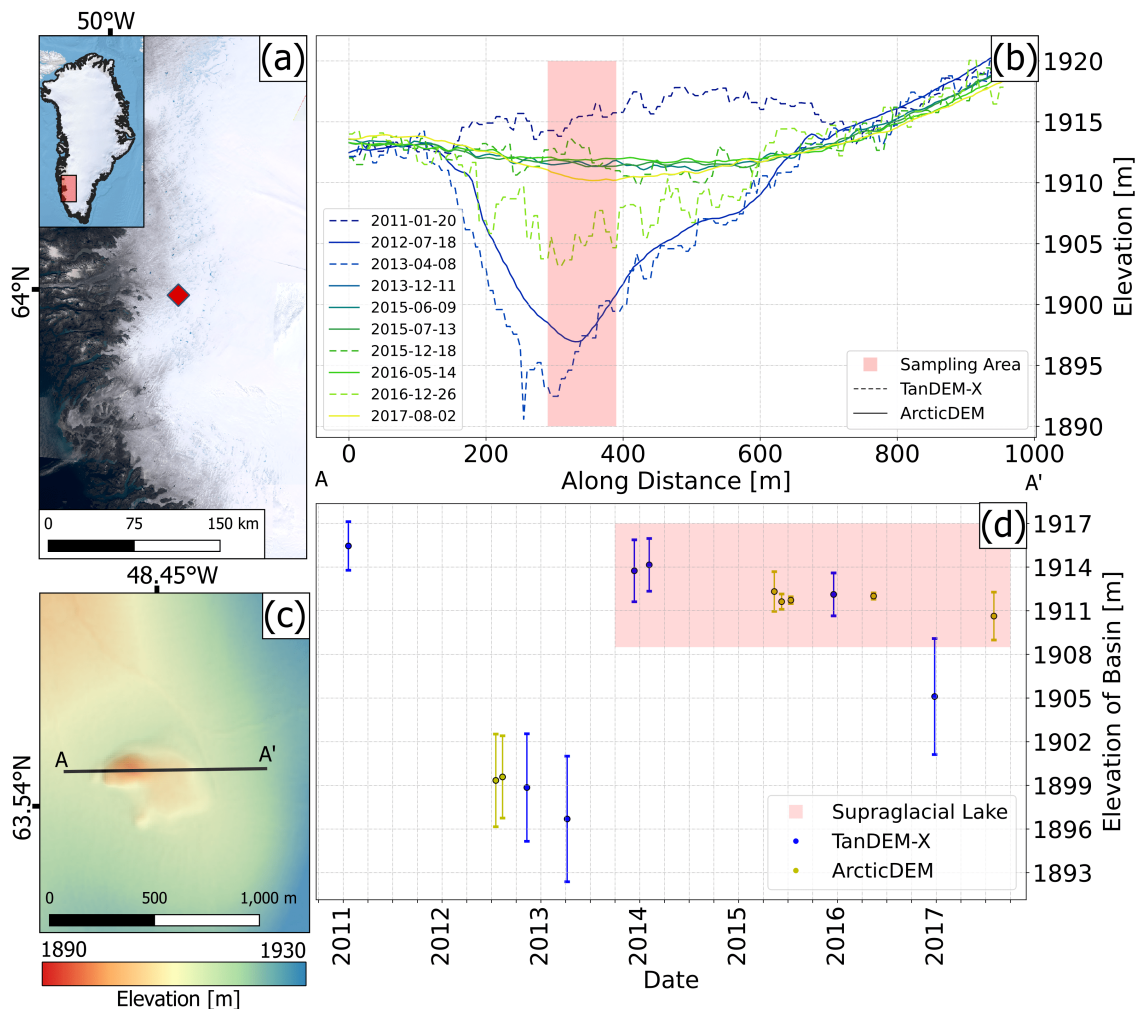 50°W
(a)
64°N
0 75 150 km
(b)
1920
1915
1910
1905
1900
1895
1890
Elevation [m]
2011-01-20
2012-07-18
2013-04-08
2013-12-11
2015-06-09
2015-07-13
2015-12-18
2016-05-14
2016-12-26
2017-08-02
Sampling Area
TanDEM-X
ArcticDEM
0 200 400 600 800 1000
A Along Distance [m] A'
48.45°W
(c)
A A'
63.54°N
0 500 1,000 m
1890 1930
Elevation [m]
(d)
1917
1914
1911
1908
1905
1902
1899
1896
1893
Elevation of Basin [m]
Supraglacial Lake
TanDEM-X
ArcticDEM
2011 2012 2013 2014 2015 2016 2017
Date